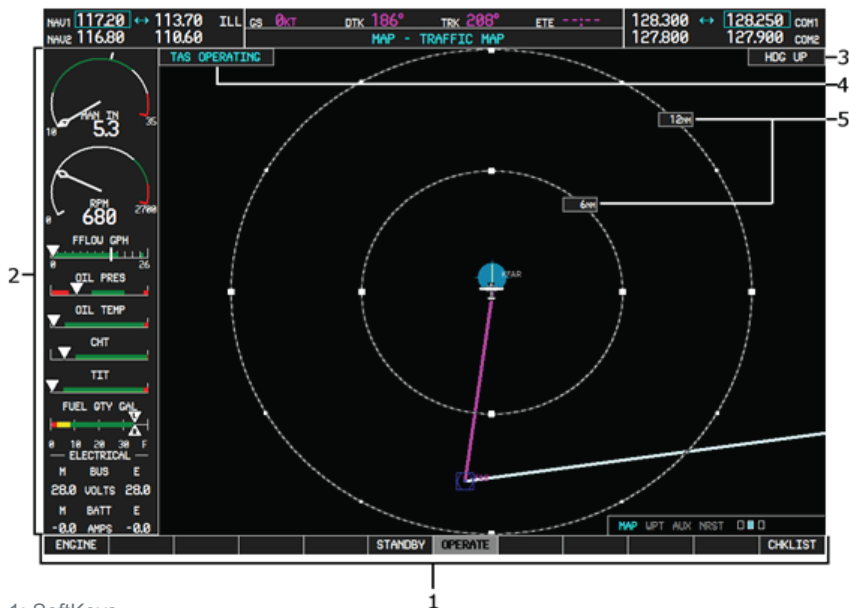 NAV1 117.20 ↔ 113.70 ILL GS 0KT DTK 186° TRK 208° ETE --:-- 128.300 ↔ 128.250 COM1
NAV2 116.80 110.60 MAP - TRAFFIC MAP 127.800 127.900 COM2
TAS OPERATING HDG UP 3
4
12NM 5
MAN IN
10 5.3 35
6NM
RPM
0 680 2700
FFLOW GPH
0 26
2
OIL PRES
OIL TEMP
CHT
TIT
FUEL QTY GAL
0 10 20 30 F
ELECTRICAL
M BUS E
28.0 VOLTS 28.0
M BATT E
-0.0 AMPS -0.0
MAP WPT AUX NRST
ENGINE STANDBY OPERATE CHKLIST
1
1: SoftKeys